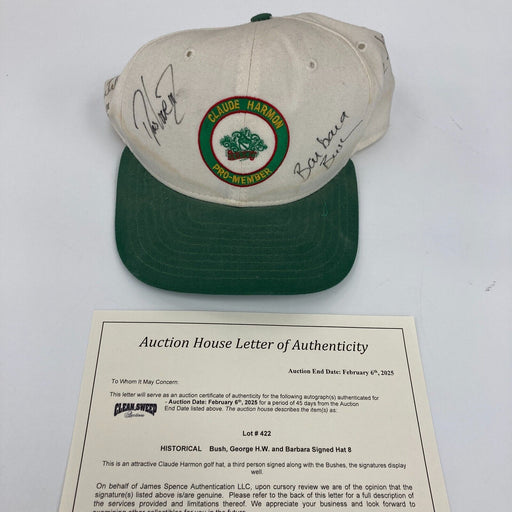 CLAUDE HARMON
PRO-MEMBER
Barbara
Bush
Auction House Letter of Authenticity
Auction End Date: February 6th, 2025
To Whom It May Concern:
This letter will serve as an auction certificate of authenticity for the following autograph(s) authenticated for
CLEAN SWEEP
Auctions
- Auction Date: February 6th, 2025 for a period of 45 days from the Auction
End Date listed above. The auction house describes the item(s) as:
Lot # 422
HISTORICAL Bush, George H.W. and Barbara Signed Hat 8
This is an attractive Claude Harmon golf hat, a third person signed along with the Bushes, the signatures display
well.
On behalf of James Spence Authentication LLC, upon cursory review we are of the opinion that the
signature(s) listed above is/are genuine. Please refer to the back of this letter for a full description of
the services provided and limitations thereof. We appreciate your business and look forward to